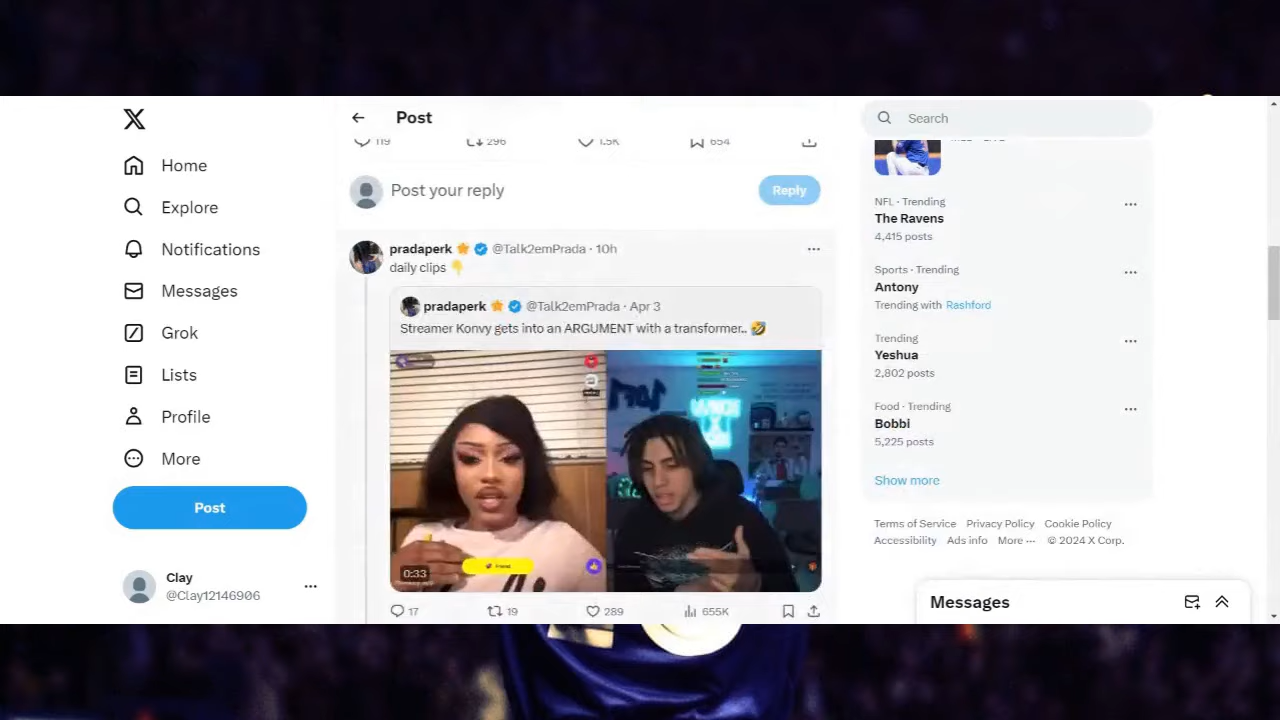 Home
Explore
Notifications
Messages
Grok
Lists
Profile
More
Post
Clay
@Clay12146906
Post
119 296 1.5K 654
Post your reply
Reply
pradaperk @Talk2emPrada · 10h
daily clips
pradaperk @Talk2emPrada · Apr 3
Streamer Konvy gets into an ARGUMENT with a transformer..
0:33
17 19 289 655K
Search
NFL · Trending
The Ravens
4,415 posts
Sports · Trending
Antony
Trending with Rashford
Trending
Yeshua
2,802 posts
Food · Trending
Bobbi
5,225 posts
Show more
Terms of Service Privacy Policy Cookie Policy
Accessibility Ads info More ··· © 2024 X Corp.
Messages